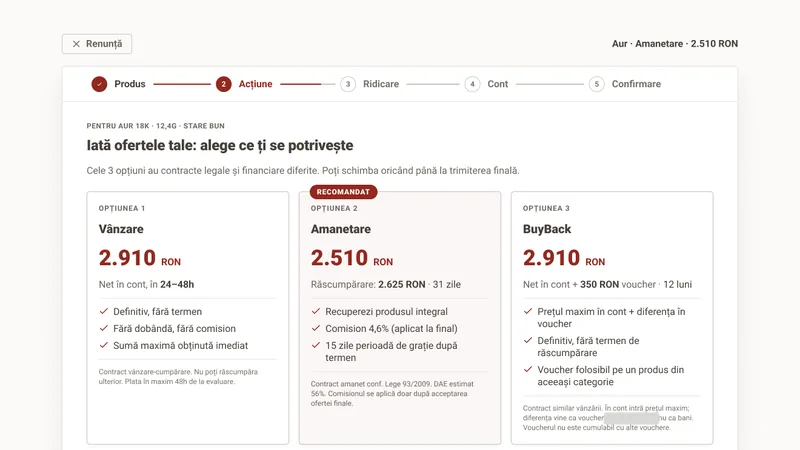 Renunță
Aur · Amanetare · 2.510 RON
Produs
2 Acțiune
3 Ridicare
4 Cont
5 Confirmare
PENTRU AUR 18K · 12,4G · STARE BUN
Iată ofertele tale: alege ce ți se potrivește
Cele 3 opțiuni au contracte legale și financiare diferite. Poți schimba oricând până la trimiterea finală.
OPȚIUNEA 1
Vânzare
2.910 RON
Net în cont, în 24–48h
Definitiv, fără termen
Fără dobândă, fără comision
Sumă maximă obținută imediat
Contract vânzare-cumpărare. Nu poți răscumpăra
ulterior. Plata în maxim 48h de la evaluare.
RECOMANDAT
OPȚIUNEA 2
Amanetare
2.510 RON
Răscumpărare: 2.625 RON · 31 zile
Recuperezi produsul integral
Comision 4,6% (aplicat la final)
15 zile perioadă de grație după
termen
Contract amanet conf. Lege 93/2009. DAE estimat
56%. Comisionul se aplică doar după acceptarea
ofertei finale.
OPȚIUNEA 3
BuyBack
2.910 RON
Net în cont + 350 RON voucher · 12 luni
Prețul maxim în cont + diferența în
voucher
Definitiv, fără termen de
răscumpărare
Voucher folosibil pe un produs din
aceeași categorie
Contract similar vânzării. În cont intră prețul maxim;
diferența vine ca voucher nu ca bani.
Voucherul nu este cumulabil cu alte vouchere.